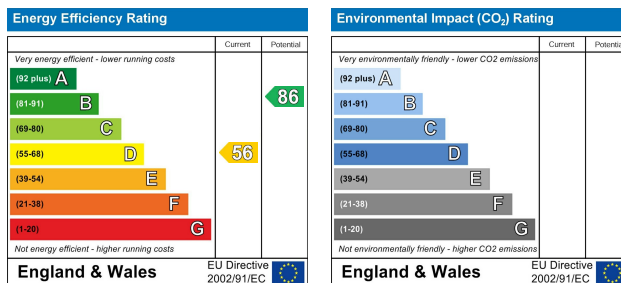 Energy Efficiency Rating
Current Potential
Very energy efficient - lower running costs
(92 plus) A
(81-91) B
86
(69-80) C
(55-68) D
56
(39-54) E
(21-38) F
(1-20) G
Not energy efficient - higher running costs
England & Wales
EU Directive
2002/91/EC
Environmental Impact (CO₂) Rating
Current Potentia
Very environmentally friendly - lower CO2 emissions
(92 plus) A
(81-91) B
(69-80) C
(55-68) D
(39-54) E
(21-38) F
(1-20) G
Not environmentally friendly - higher CO2 emissions
England & Wales
EU Directive
2002/91/EC